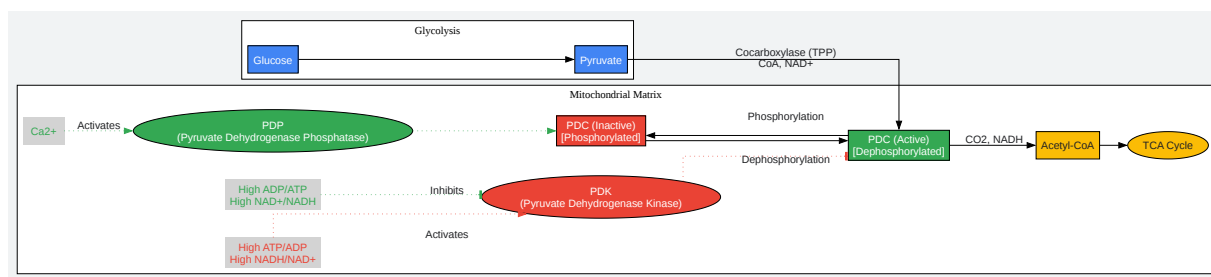 Glycolysis
Glucose
Pyruvate
Cocarboxylase (TPP)
CoA, NAD+
Mitochondrial Matrix
Ca2+
Activates
PDP
(Pyruvate Dehydrogenase Phosphatase)
PDC (Inactive)
[Phosphorylated]
Phosphorylation
Dephosphorylation
PDC (Active)
[Dephosphorylated]
CO2, NADH
Acetyl-CoA
TCA Cycle
High ADP/ATP
High NAD+/NADH
Inhibits
PDK
(Pyruvate Dehydrogenase Kinase)
High ATP/ADP
High NADH/NAD+
Activates